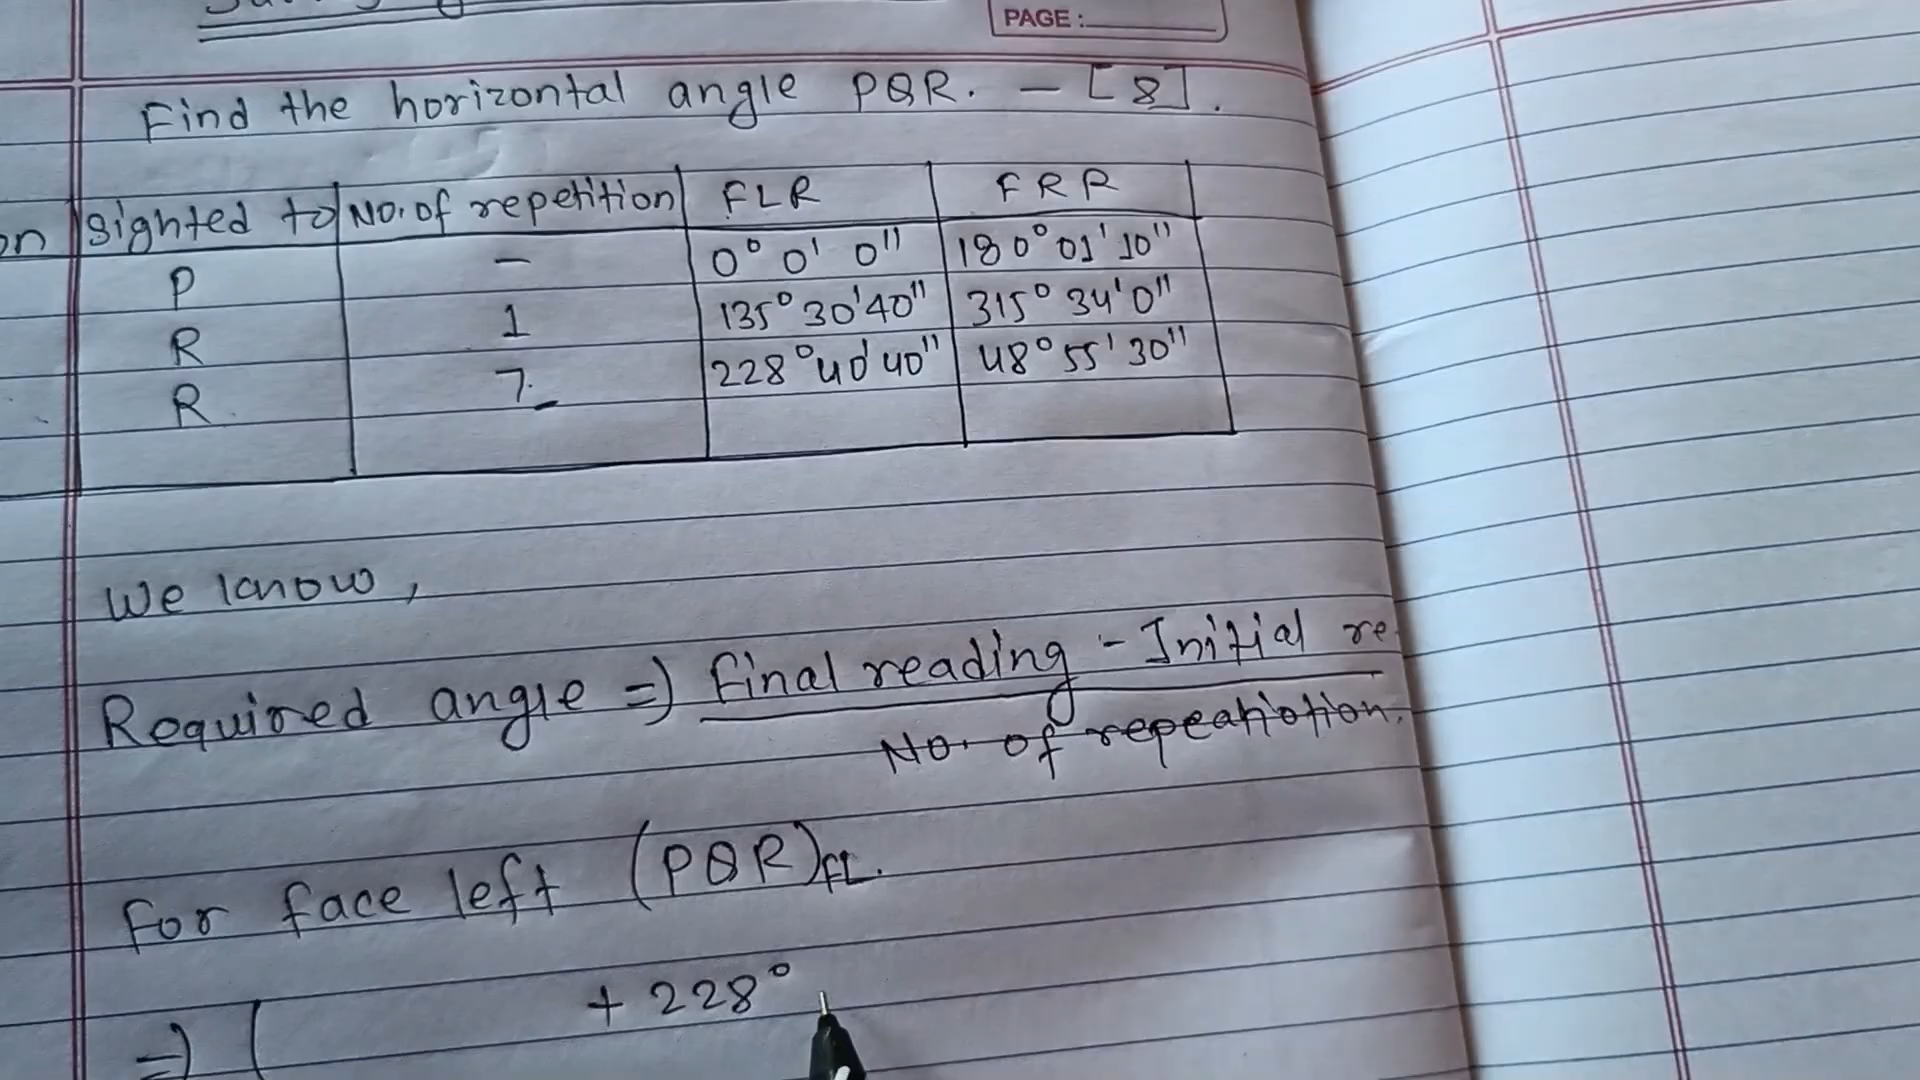 PAGE :
Find the horizontal angle PQR. - [8].
on sighted to No. of repetition FLR FRR
P - 0° 0' 0" 180° 01' 10"
R 1 135° 30' 40" 315° 34' 0"
R 7 228° 40' 40" 48° 55' 30"
We know,
Required angle => final reading - Initial re
No. of repeatiotion.
For face left (PQR)FL.
=> ( + 228°